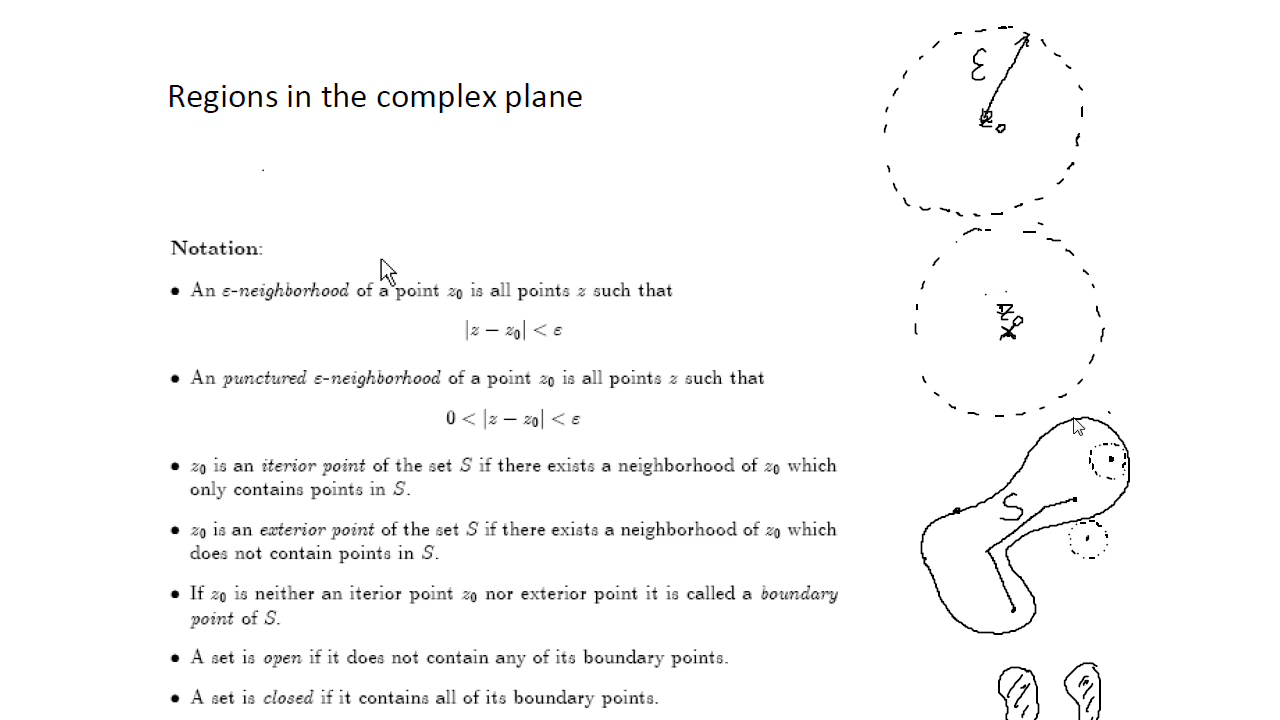 Regions in the complex plane
Notation:
• An ε-neighborhood of a point z₀ is all points z such that
|z − z₀| < ε
• An punctured ε-neighborhood of a point z₀ is all points z such that
0 < |z − z₀| < ε
• z₀ is an iterior point of the set S if there exists a neighborhood of z₀ which
only contains points in S.
• z₀ is an exterior point of the set S if there exists a neighborhood of z₀ which
does not contain points in S.
• If z₀ is neither an iterior point z₀ nor exterior point it is called a boundary
point of S.
• A set is open if it does not contain any of its boundary points.
• A set is closed if it contains all of its boundary points.
ε
z₀
z₀
S